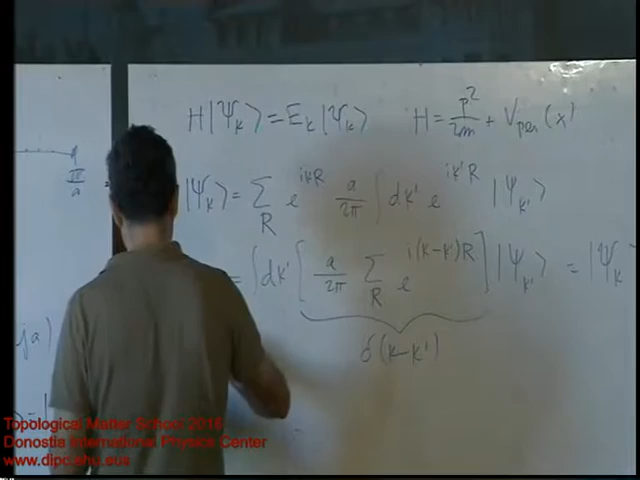 H|Ψ_k⟩ = E_k|Ψ_k⟩    H = p²/2m + V_per(x)
π/a
|Ψ_k⟩ = Σ_R e^{ikR} a/2π ∫dk' e^{ik'R} |Ψ_k'⟩
= ∫dk' [ a/2π Σ_R e^{i(k-k)R} ] |Ψ_k'⟩ = |Ψ_k
δ(k-k')
ja)
Topological Matter School 2016
Donostia International Physics Center
www.dipc.ehu.eus